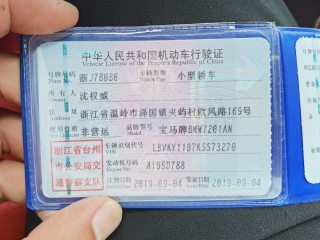 中华人民共和国机动车行驶证
Vehicle License of the People's Republic of China
号牌号码 浙J78086 车辆类型 小型轿车
所有人 沈权威
住址 浙江省温岭市泽国镇夹屿村欧风路169号
使用性质 非营运 品牌型号 宝马牌BMW7201AN
浙江省台州
市公安局交
通警察支队
车辆识别代号 LBVKY1107KSS73270
发动机号码 A195D788
注册日期 2019-09-04 发证日期 2019-09-04